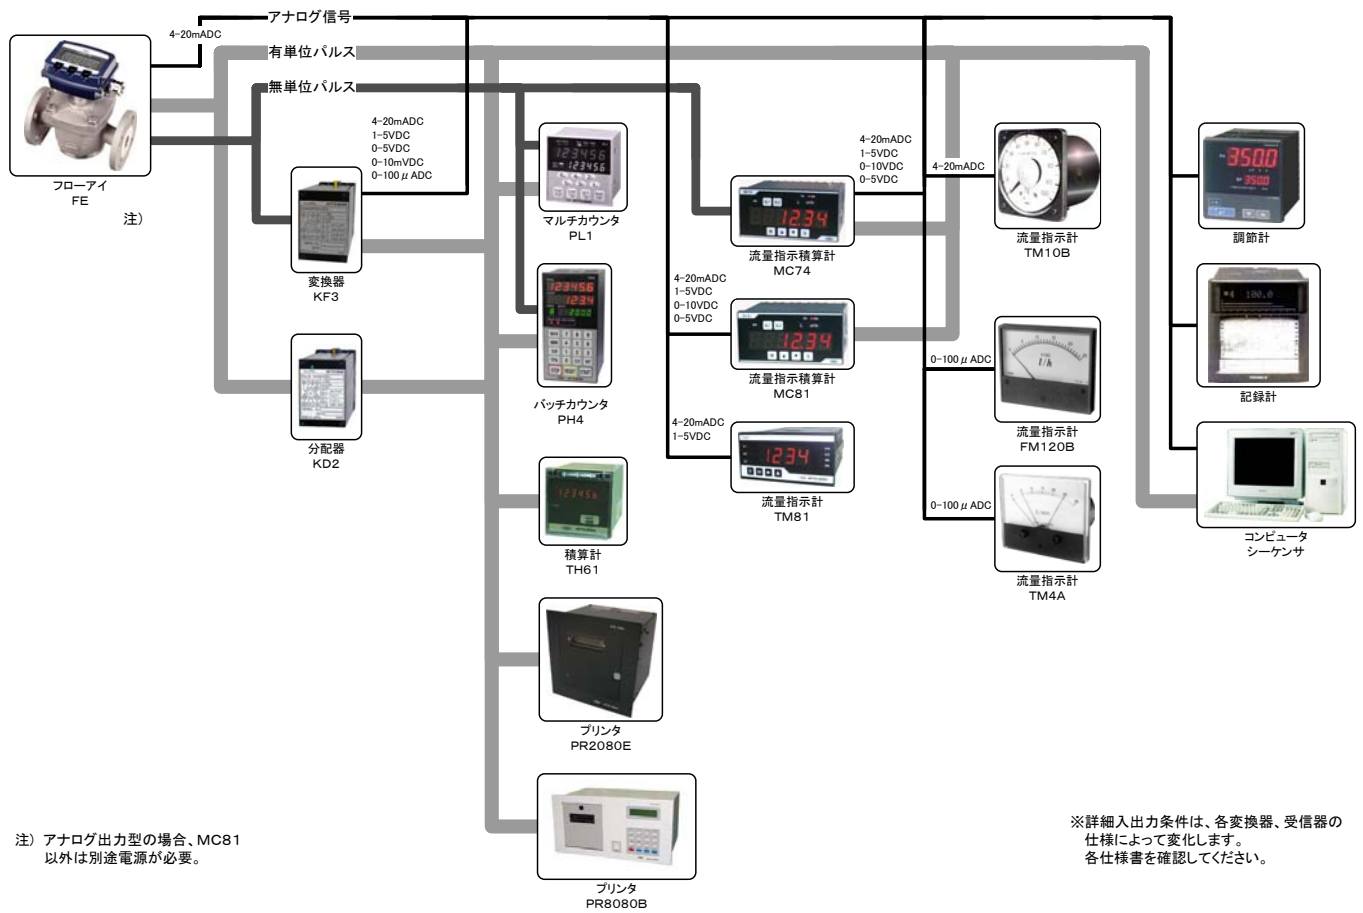 アナログ信号
4-20mADC
有単位パルス
無単位パルス
フローアイ
FE
注）
4-20mADC
1-5VDC
0-5VDC
0-10mVDC
0-100μADC
変換器
KF3
分配器
KD2
マルチカウンタ
PL1
バッチカウンタ
PH4
積算計
TH61
プリンタ
PR2080E
プリンタ
PR8080B
4-20mADC
1-5VDC
0-10VDC
0-5VDC
4-20mADC
1-5VDC
12.34
流量指示積算計
MC74
12.34
流量指示積算計
MC81
1234
流量指示計
TM81
4-20mADC
1-5VDC
0-10VDC
0-5VDC
4-20mADC
流量指示計
TM10B
0-100μADC
l/h
流量指示計
FM120B
0-100μADC
流量指示計
TM4A
350.0
350.0
調節計
100.0
記録計
コンピュータ
シーケンサ
注） アナログ出力型の場合、MC81
以外は別途電源が必要。
※詳細入出力条件は、各変換器、受信器の
仕様によって変化します。
各仕様書を確認してください。